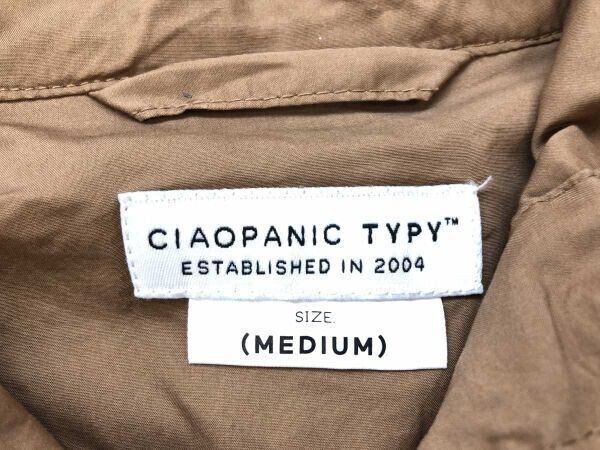 CIAOPANIC TYPY™
ESTABLISHED IN 2004
SIZE.
(MEDIUM)